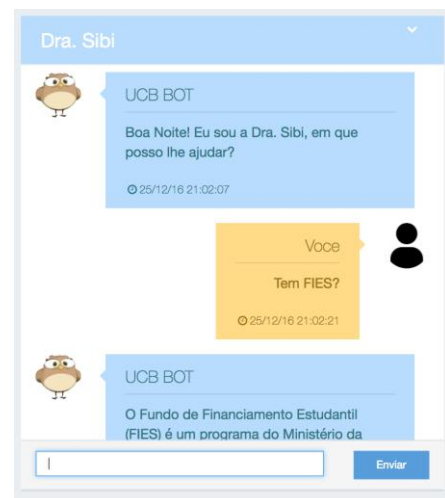 Dra. Sibi
UCB BOT
Boa Noite! Eu sou a Dra. Sibi, em que
posso lhe ajudar?
25/12/16 21:02:07
Voce
Tem FIES?
25/12/16 21:02:21
UCB BOT
O Fundo de Financiamento Estudantil
(FIES) é um programa do Ministério da
Enviar